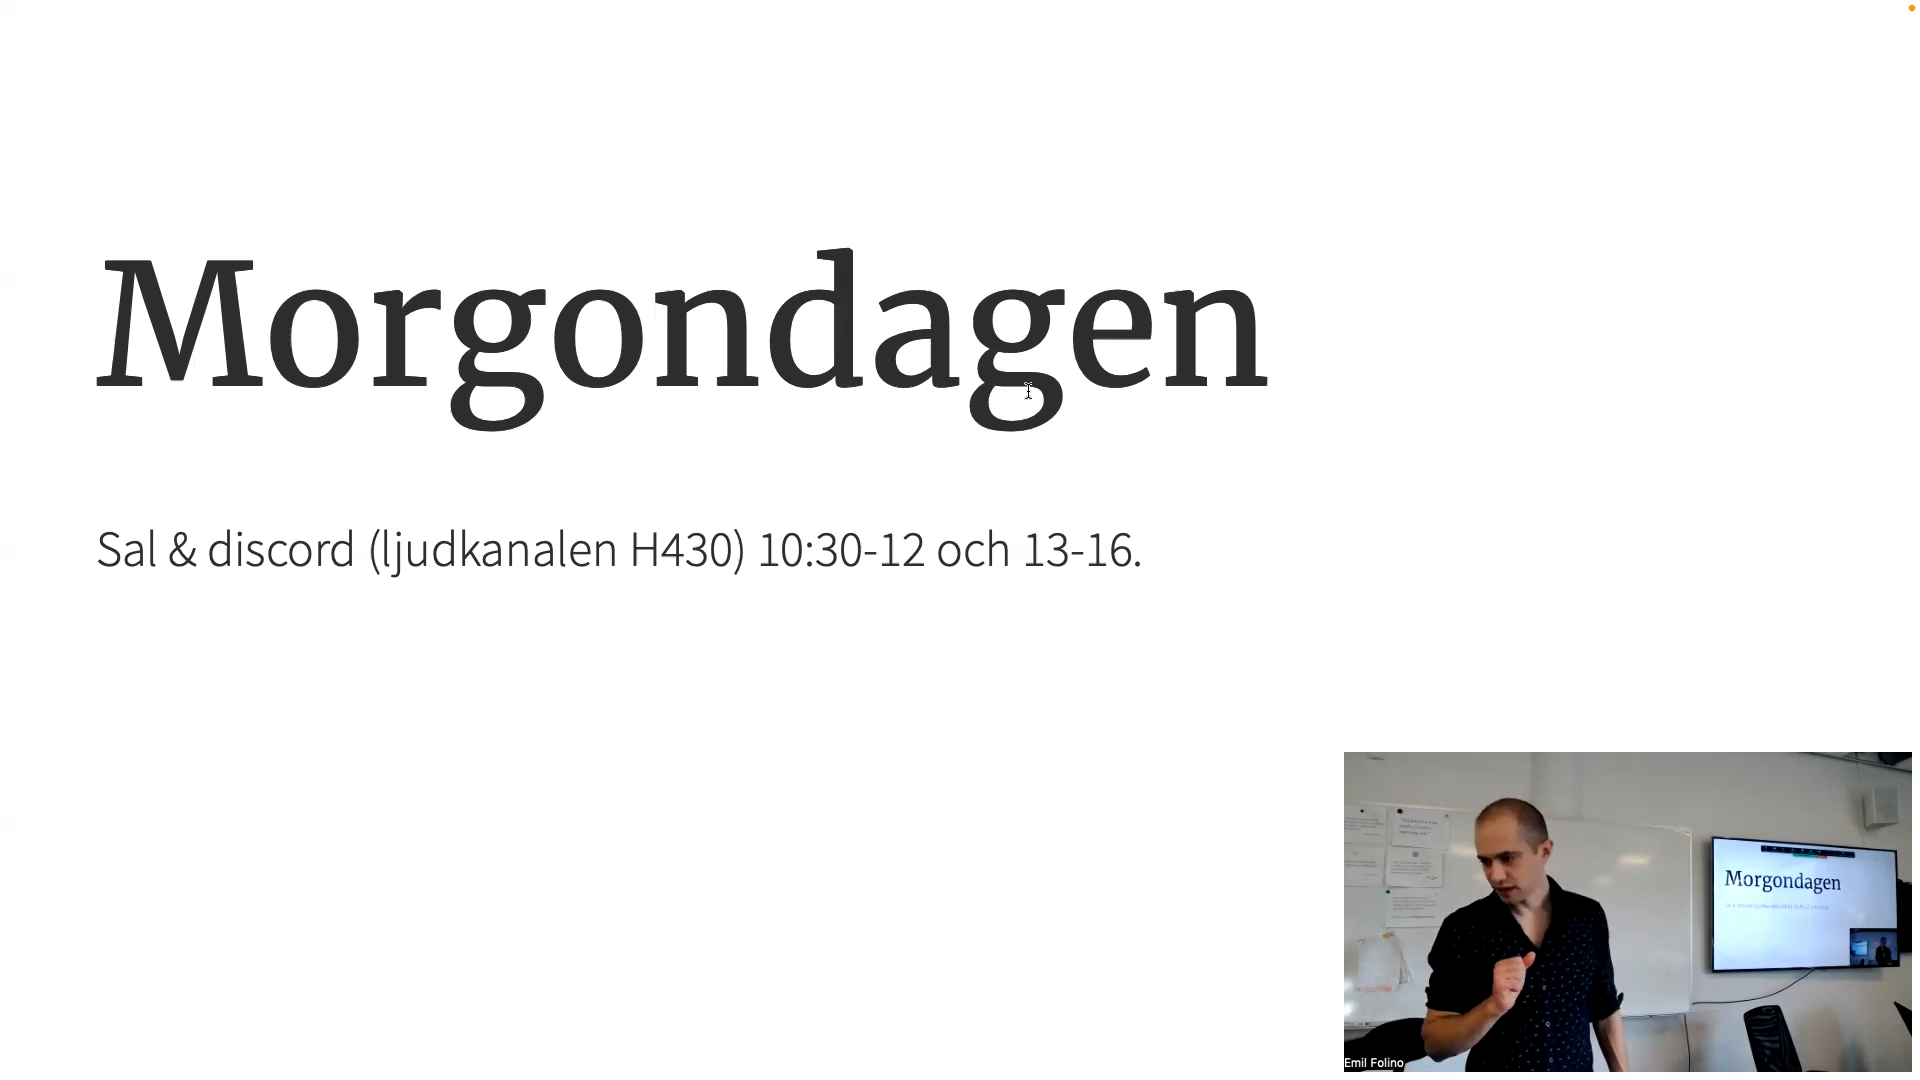 Morgondagen
Sal & discord (ljudkanalen H430) 10:30-12 och 13-16.
Morgondagen
Emil Folino